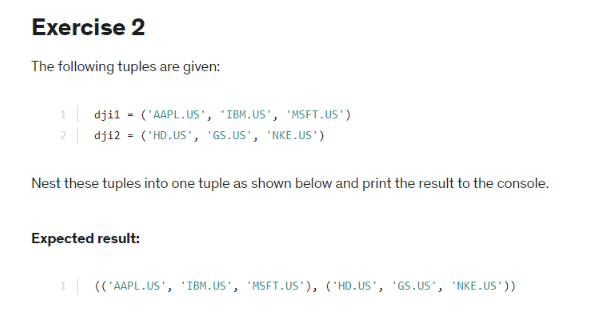 Exercise 2
The following tuples are given:
1 dji1 = ('AAPL.US', 'IBM.US', 'MSFT.US')
2 dji2 = ('HD.US', 'GS.US', 'NKE.US')
Nest these tuples into one tuple as shown below and print the result to the console.
Expected result:
1 (('AAPL.US', 'IBM.US', 'MSFT.US'), ('HD.US', 'GS.US', 'NKE.US'))